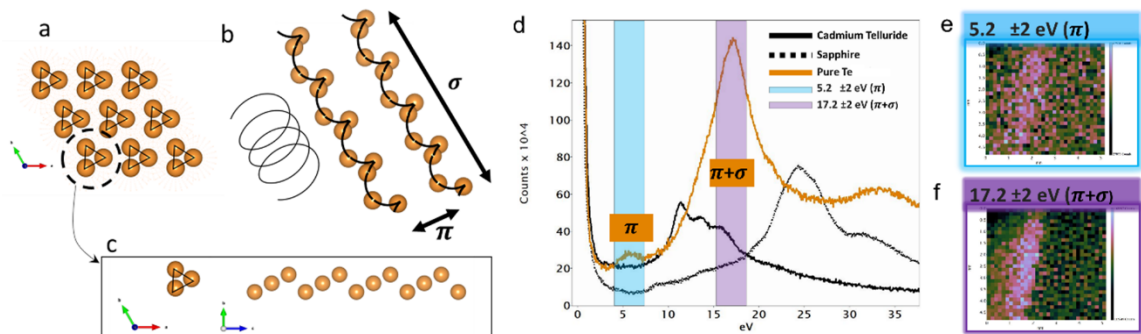 a
b
c
σ
π
d
140
120
100
80
60
40
20
0
Counts x 10^4
0
5
10
15
20
25
30
35
eV
Cadmium Telluride
Sapphire
Pure Te
5.2 ±2 eV (π)
17.2 ±2 eV (π+σ)
π
π+σ
e
5.2 ±2 eV (π)
f
17.2 ±2 eV (π+σ)